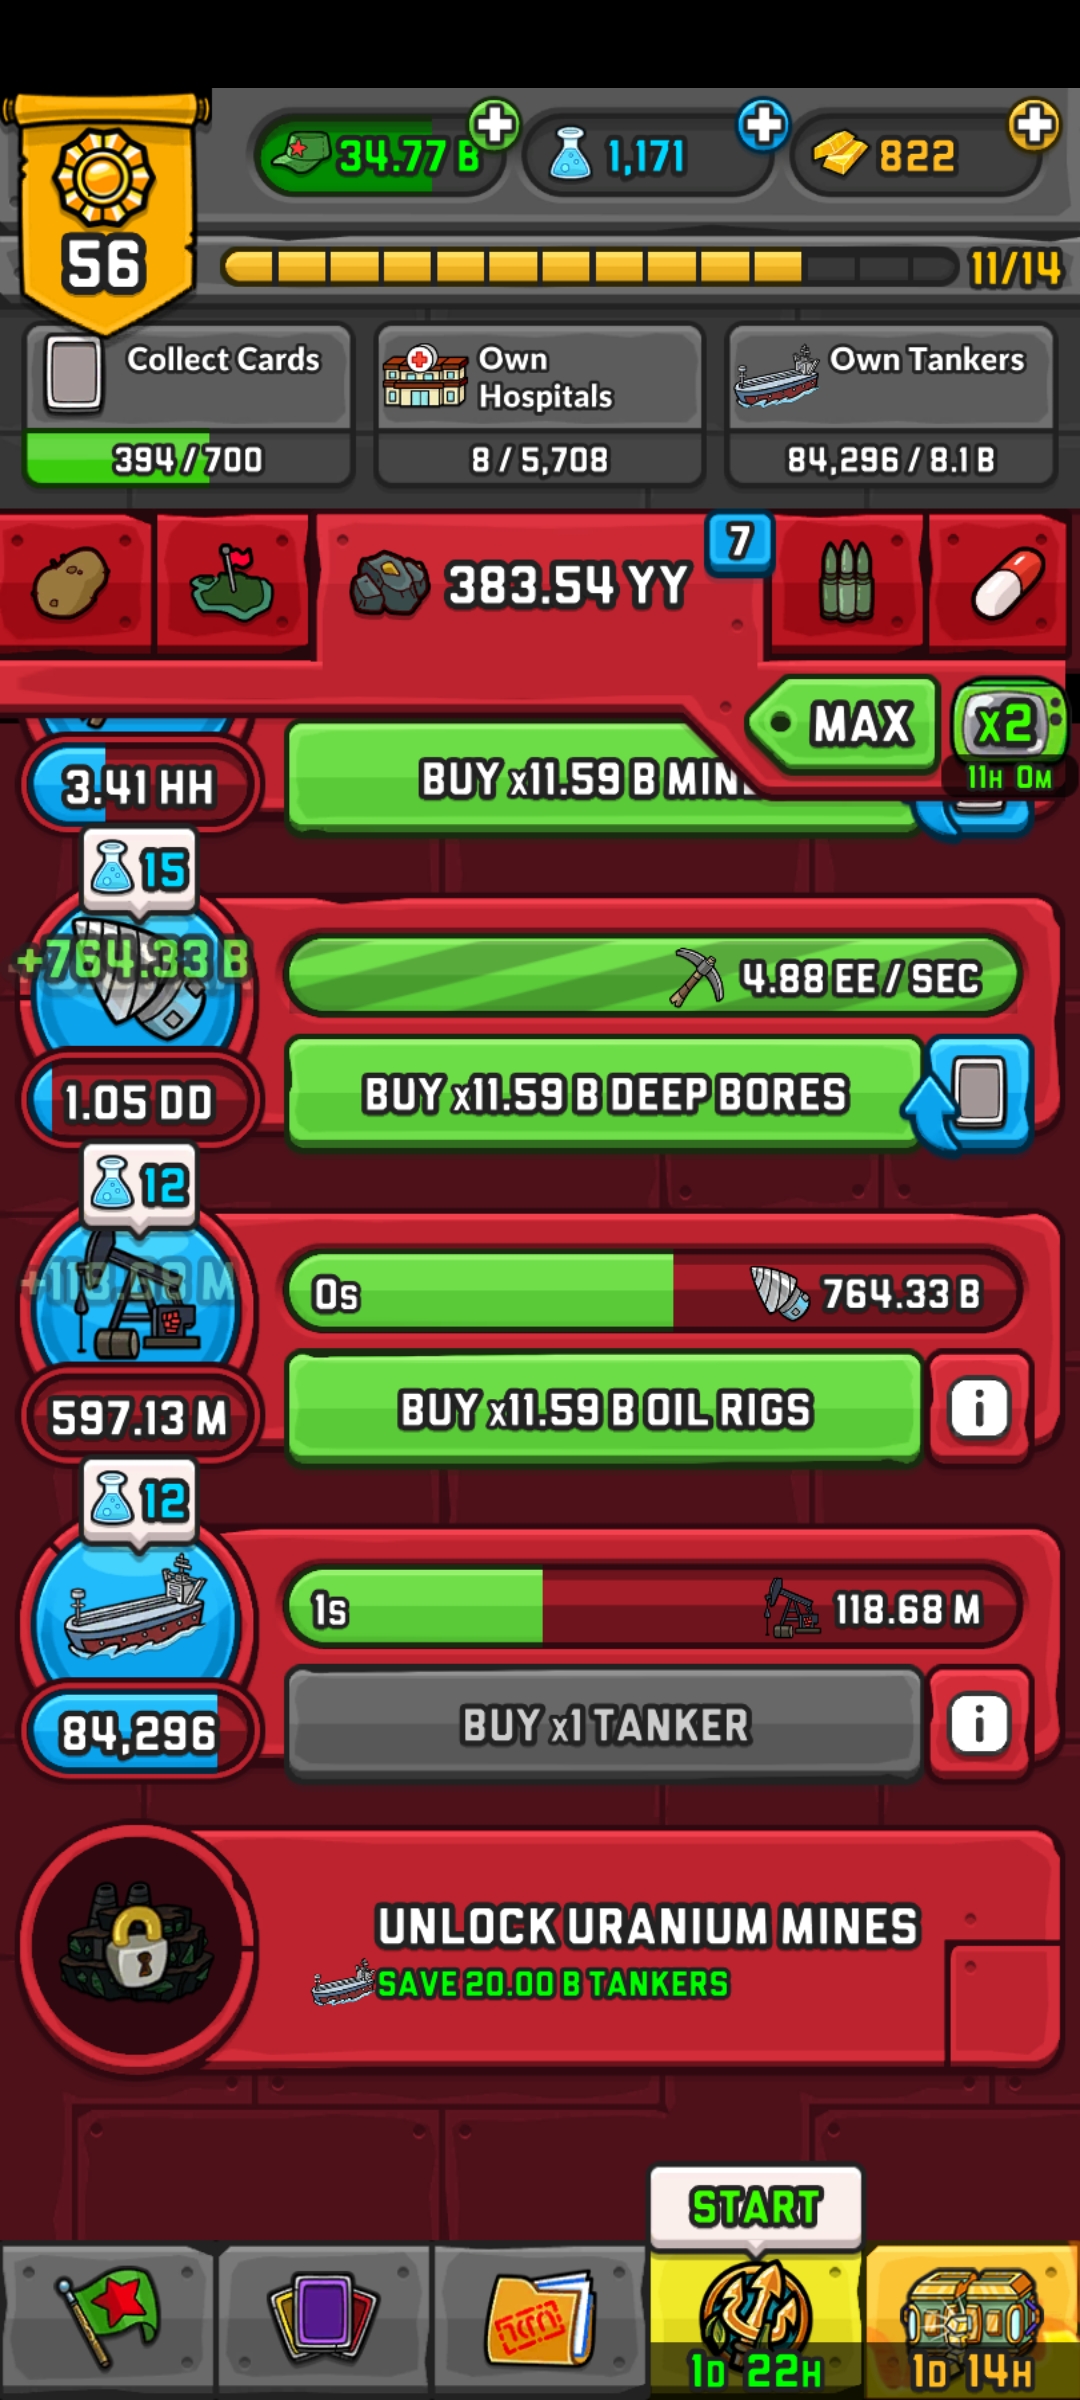 34.77 B
1,171
822
56
11/14
Collect Cards
394 / 700
Own
Hospitals
8 / 5,708
Own Tankers
84,296 / 8.1 B
383.54 YY
7
MAX
x2
11H 0M
3.41 HH
BUY x11.59 B MIN
15
+764.33 B
4.88 EE / SEC
1.05 DD
BUY x11.59 B DEEP BORES
12
+118.68 M
0s
764.33 B
597.13 M
BUY x11.59 B OIL RIGS
i
12
1s
118.68 M
84,296
BUY x1 TANKER
i
UNLOCK URANIUM MINES
SAVE 20.00 B TANKERS
START
1D 22H
1D 14H